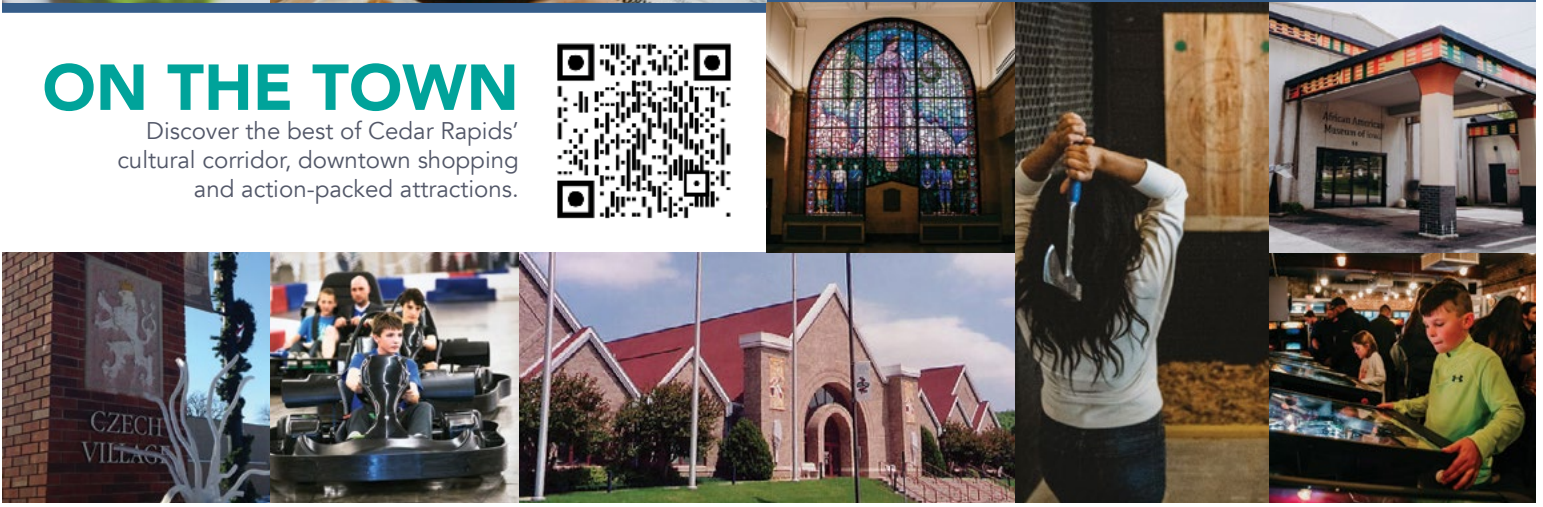 ON THE TOWN
Discover the best of Cedar Rapids'
cultural corridor, downtown shopping
and action-packed attractions.
African American
Museum of Iowa
CZECH
VILLAGE